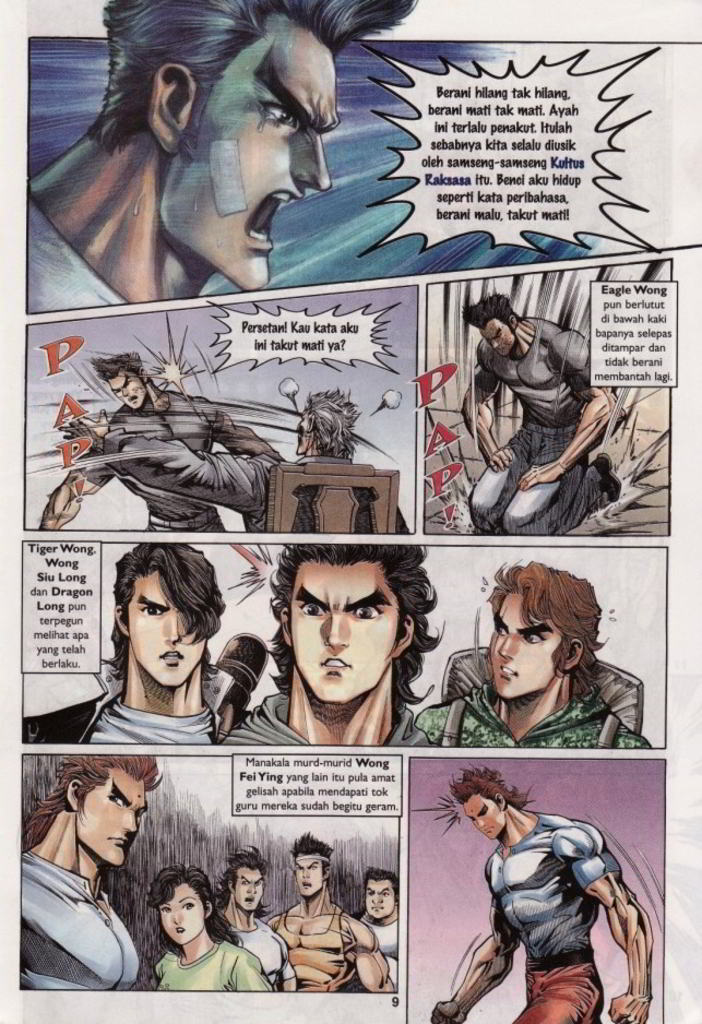 Berani hilang tak hilang,
berani mati tak mati. Ayah
ini terlalu penakut. Itulah
sebabnya kita selalu diusik
oleh samseng-samseng Kultus
Raksasa itu. Benci aku hidup
seperti kata peribahasa,
berani malu, takut mati!
Persetan! Kau kata aku
ini takut mati ya?
PAP!
Eagle Wong
pun berlutut
di bawah kaki
bapanya selepas
ditampar dan
tidak berani
membantah lagi.
PAP!
Tiger Wong,
Wong
Siu Long
dan Dragon
Long pun
terpegun
melihat apa
yang telah
berlaku.
Manakala murd-murid Wong
Fei Ying yang lain itu pula amat
gelisah apabila mendapati tok
guru mereka sudah begitu geram.
9